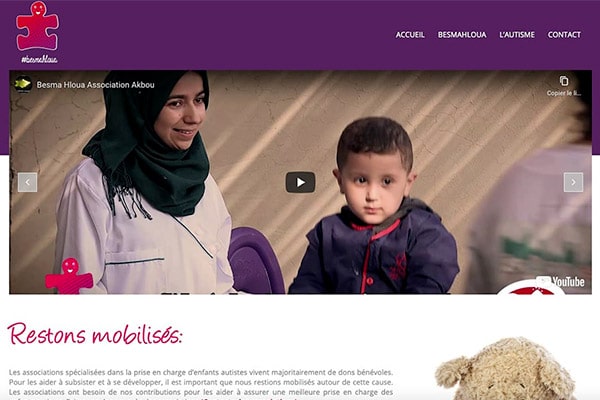 #besmehloua
ACCUEIL BESMAHLOUA L'AUTISME CONTACT
Besma Hloua Association Akbou
Copier le li...
YouTube
Restons mobilisés:
Les associations spécialisées dans la prise en charge d'enfants autistes vivent majoritairement de dons bénévoles.
Pour les aider à subsister et à se développer, il est important que nous restions mobilisés autour de cette cause.
Les associations ont besoin de nos contributions pour les aider à assurer une meilleure prise en charge des